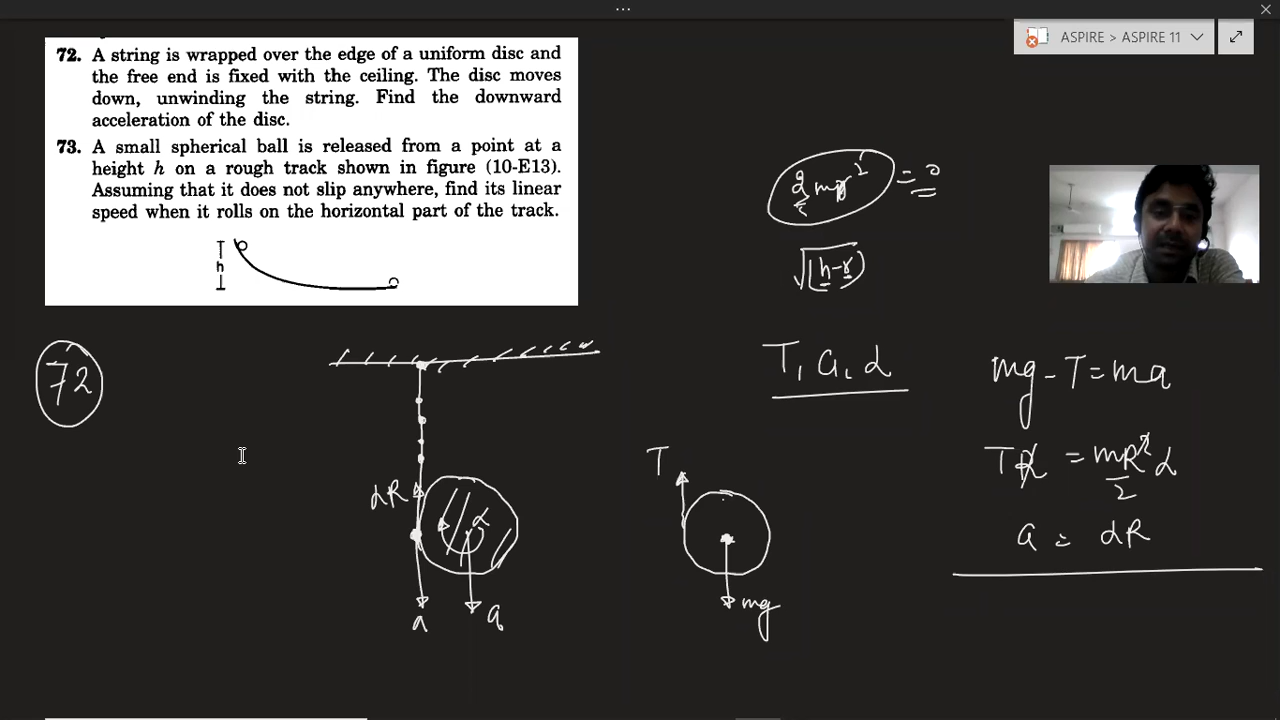 ASPIRE > ASPIRE 11
72. A string is wrapped over the edge of a uniform disc and
the free end is fixed with the ceiling. The disc moves
down, unwinding the string. Find the downward
acceleration of the disc.
73. A small spherical ball is released from a point at a
height h on a rough track shown in figure (10-E13).
Assuming that it does not slip anywhere, find its linear
speed when it rolls on the horizontal part of the track.
h
√(h-r)
72
T, a, α
mg - T = ma
TR = mR²/2 α
a = αR
αR
α
a
a
T
mg